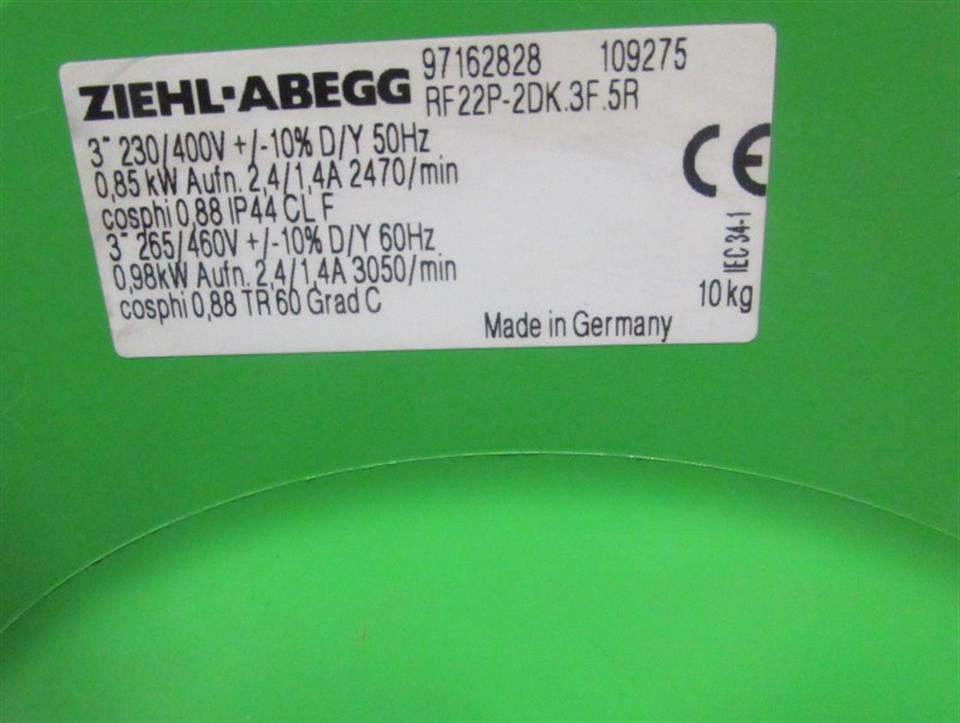 ZIEHL-ABEGG 97162828 109275
RF22P-2DK.3F.5R
3~ 230/400V +/-10% D/Y 50Hz
0,85 kW Aufn. 2,4/1,4A 2470/min
cosphi 0,88 IP44 CL F
3~ 265/460V +/-10% D/Y 60Hz
0,98kW Aufn. 2,4/1,4A 3050/min
cosphi 0,88 TR 60 Grad C
CE
IEC 34-1
10 kg
Made in Germany